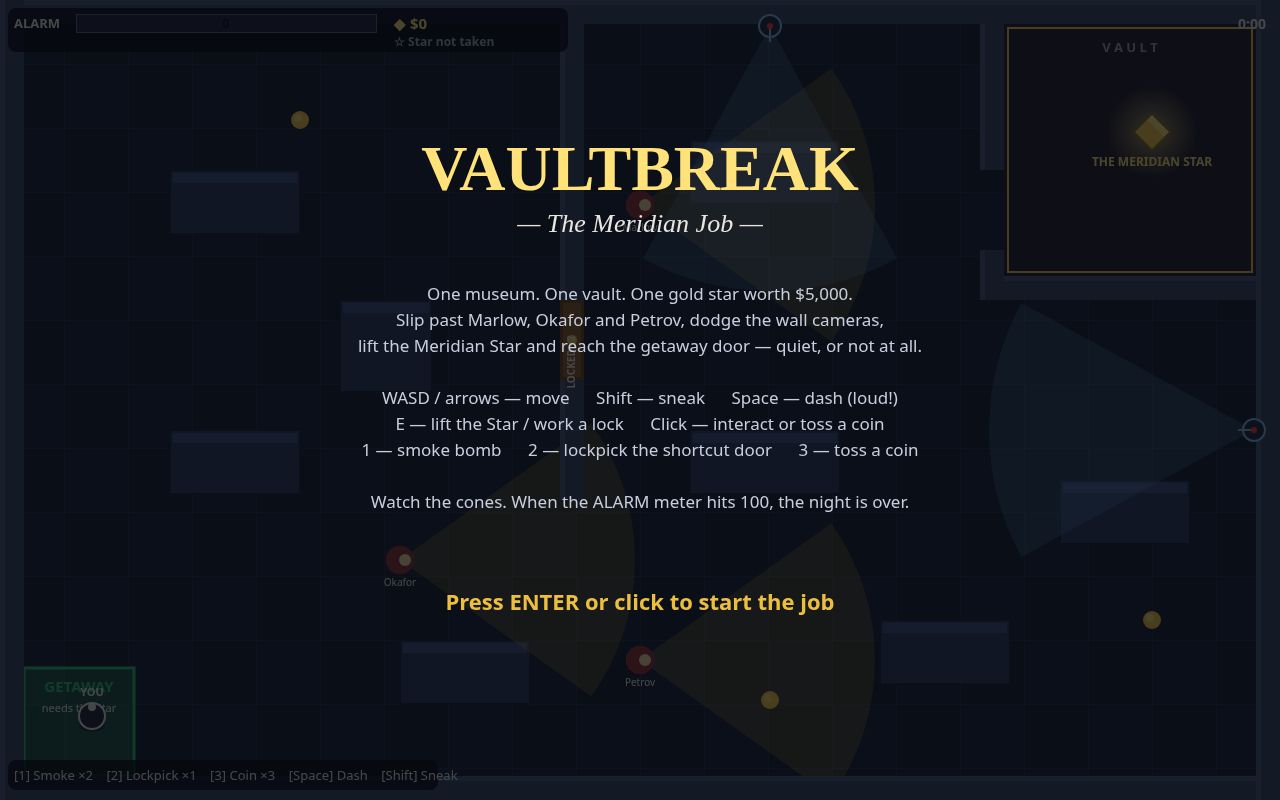 ALARM 0 ◆ $0 0:00
☆ Star not taken
VAULT
THE MERIDIAN STAR
VAULTBREAK
— The Meridian Job —
One museum. One vault. One gold star worth $5,000.
Slip past Marlow, Okafor and Petrov, dodge the wall cameras,
lift the Meridian Star and reach the getaway door — quiet, or not at all.
LOCKED
WASD / arrows — move Shift — sneak Space — dash (loud!)
E — lift the Star / work a lock Click — interact or toss a coin
1 — smoke bomb 2 — lockpick the shortcut door 3 — toss a coin
Watch the cones. When the ALARM meter hits 100, the night is over.
Okafor
Press ENTER or click to start the job
Petrov
GETAWAY
YOU
needs
[1] Smoke ×2 [2] Lockpick ×1 [3] Coin ×3 [Space] Dash [Shift] Sneak